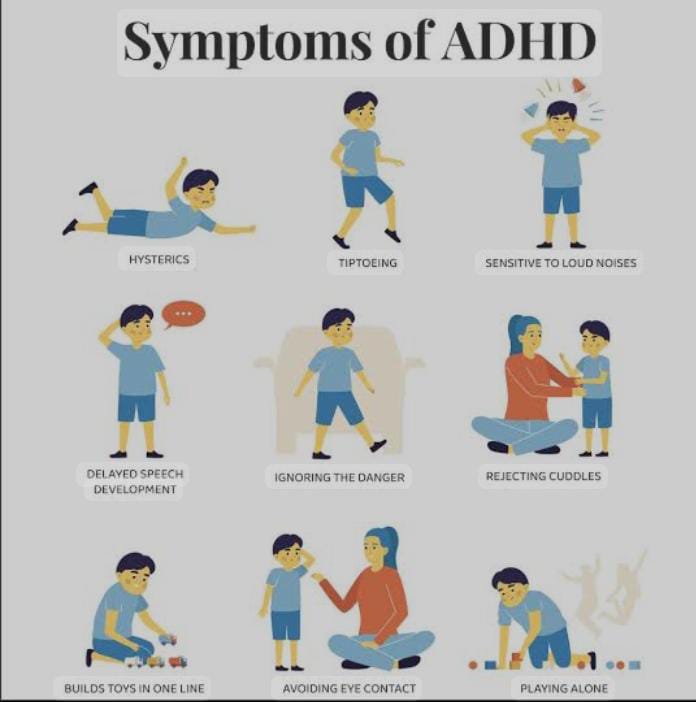 Symptoms of ADHD
HYSTERICS
TIPTOEING
SENSITIVE TO LOUD NOISES
DELAYED SPEECH
DEVELOPMENT
IGNORING THE DANGER
REJECTING CUDDLES
BUILDS TOYS IN ONE LINE
AVOIDING EYE CONTACT
PLAYING ALONE